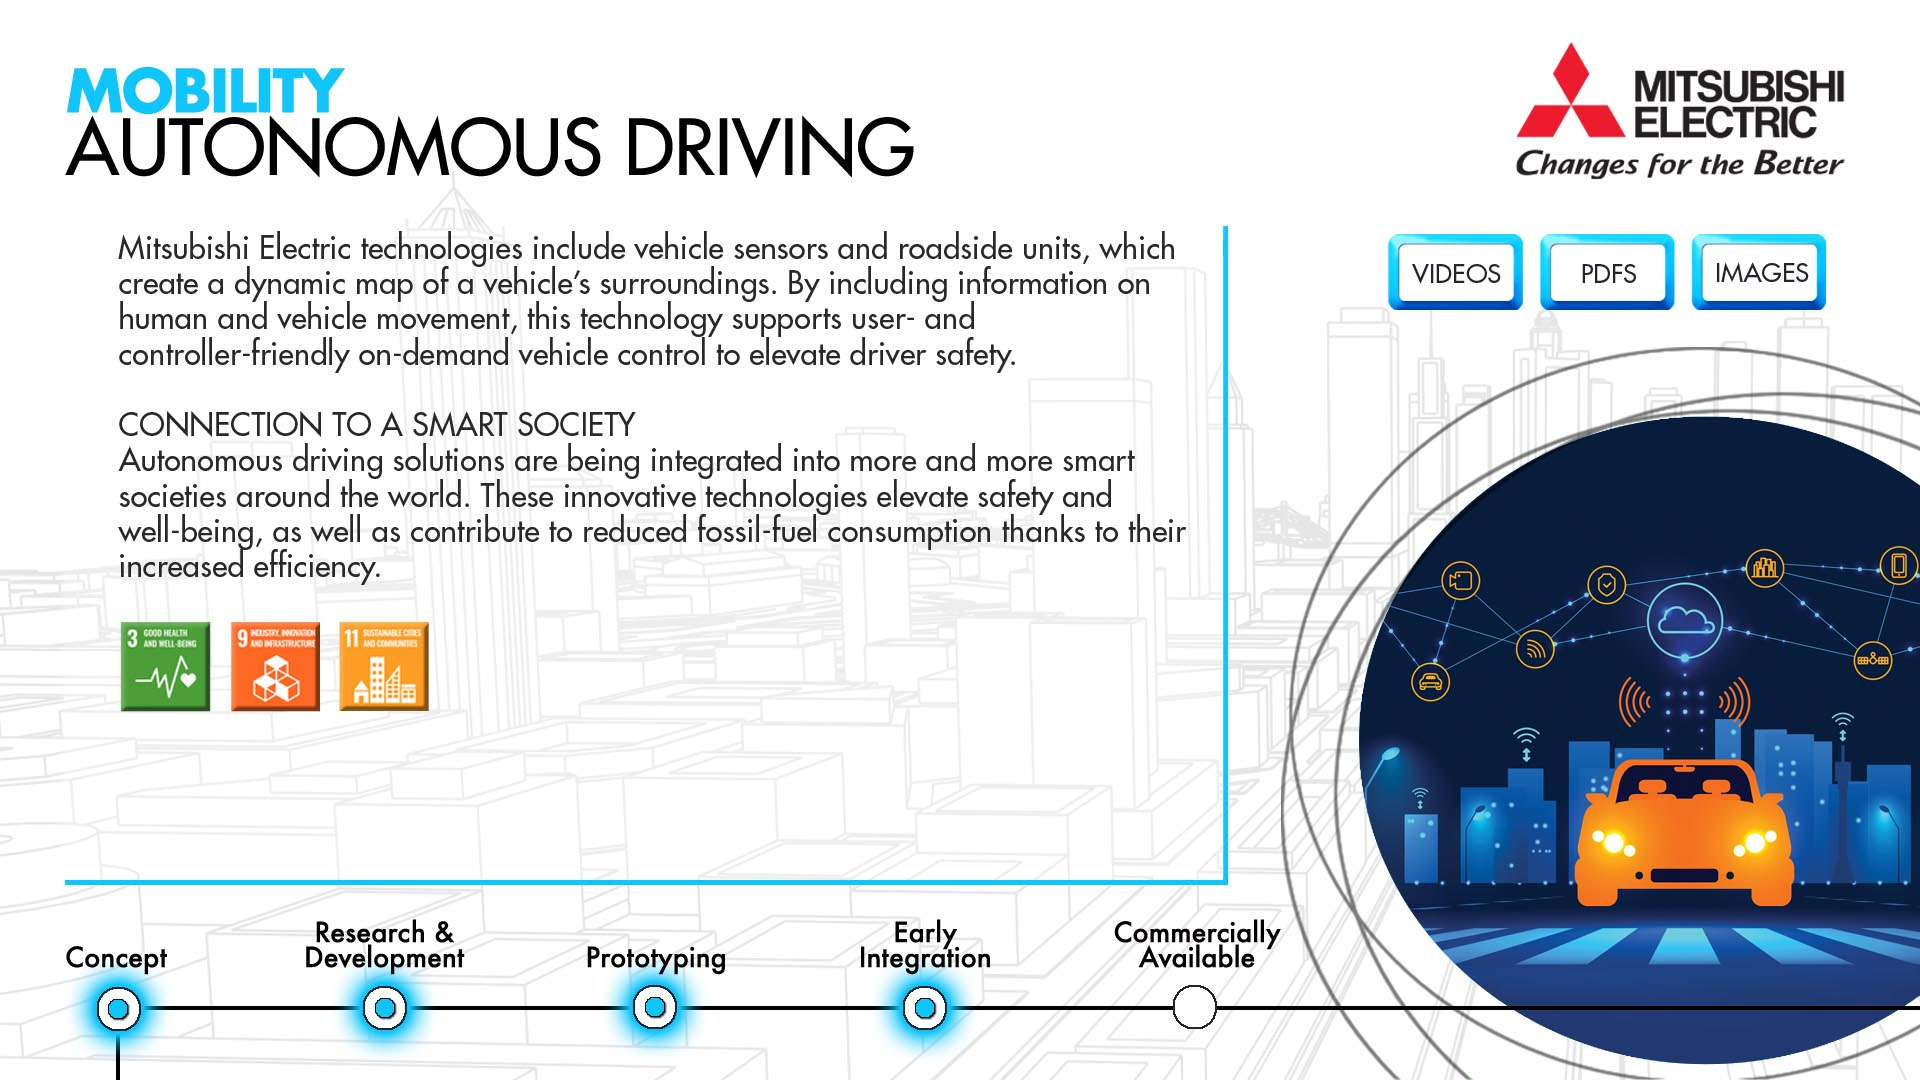 MOBILITY
AUTONOMOUS DRIVING
MITSUBISHI
ELECTRIC
Changes for the Better
Mitsubishi Electric technologies include vehicle sensors and roadside units, which
create a dynamic map of a vehicle’s surroundings. By including information on
human and vehicle movement, this technology supports user- and
controller-friendly on-demand vehicle control to elevate driver safety.
CONNECTION TO A SMART SOCIETY
Autonomous driving solutions are being integrated into more and more smart
societies around the world. These innovative technologies elevate safety and
well-being, as well as contribute to reduced fossil-fuel consumption thanks to their
increased efficiency.
VIDEOS
PDFS
IMAGES
3 GOOD HEALTH
AND WELL-BEING
9 INDUSTRY, INNOVATION
AND INFRASTRUCTURE
11 SUSTAINABLE CITIES
AND COMMUNITIES
Concept
Research &
Development
Prototyping
Early
Integration
Commercially
Available